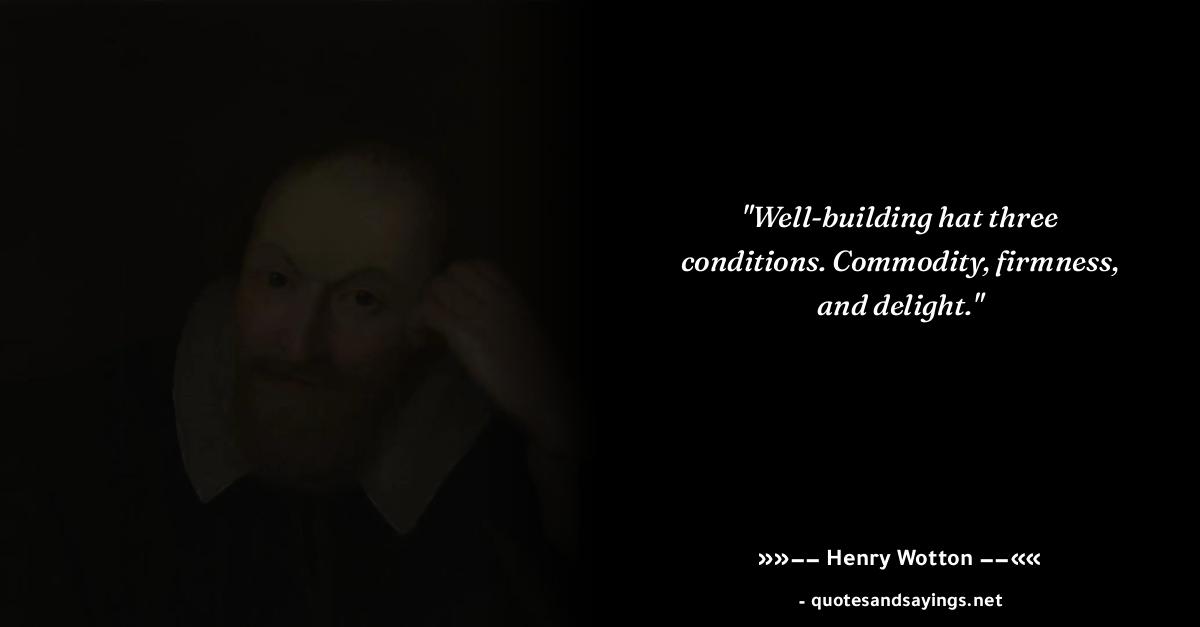 "Well-building hat three
conditions. Commodity, firmness,
and delight."
»»−− Henry Wotton −−««
- quotesandsayings.net